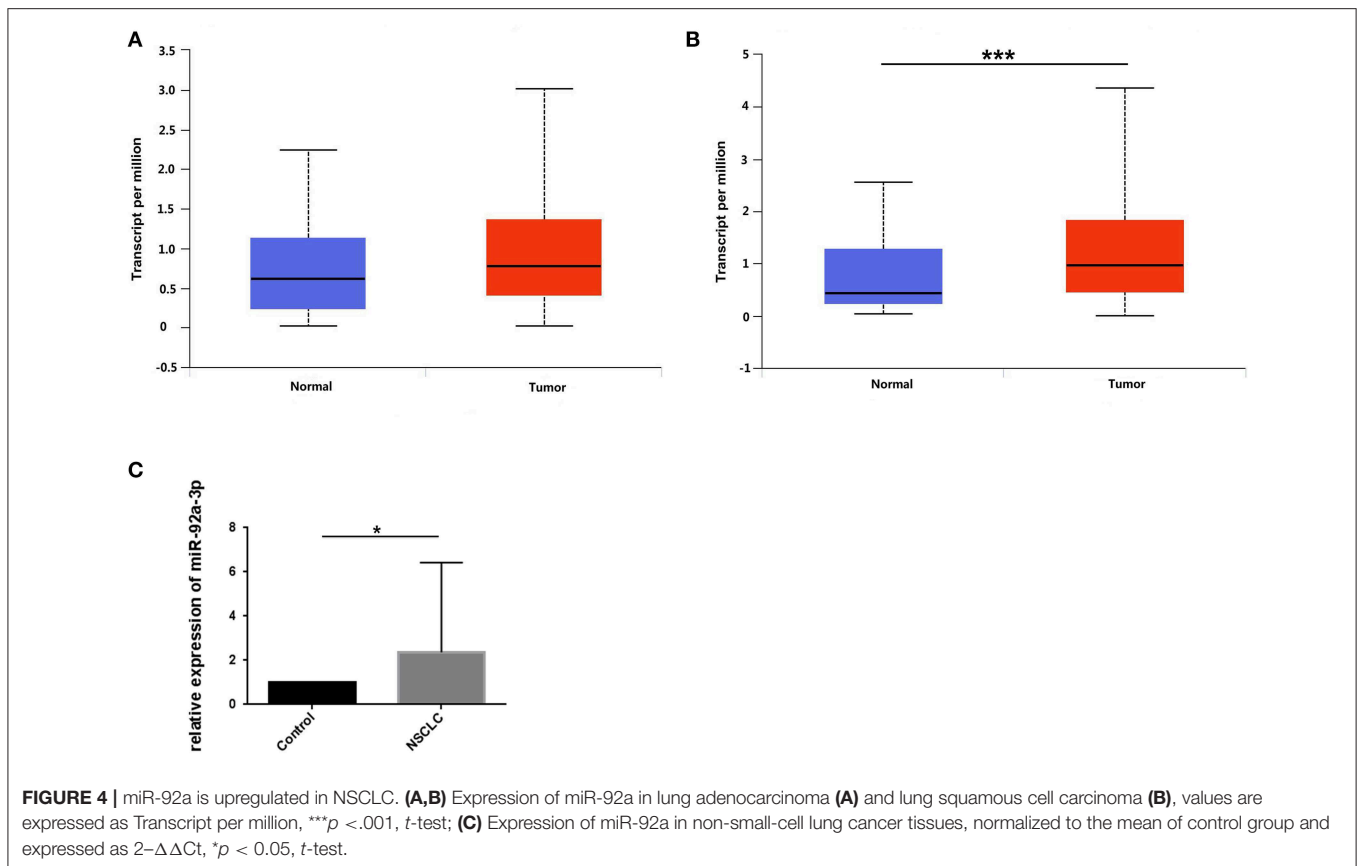 A
3.5
3.0
2.5
2.0
1.5
1.0
0.5
0
-0.5
Transcript per million
Normal
Tumor
B
***
5
4
3
2
1
0
-1
Transcript per million
Normal
Tumor
C
*
8
6
4
2
0
relative expression of miR-92a-3p
Control
NSCLC
FIGURE 4 | miR-92a is upregulated in NSCLC. (A,B) Expression of miR-92a in lung adenocarcinoma (A) and lung squamous cell carcinoma (B), values are
expressed as Transcript per million, ***p <.001, t-test; (C) Expression of miR-92a in non-small-cell lung cancer tissues, normalized to the mean of control group and
expressed as 2–ΔΔCt, *p < 0.05, t-test.